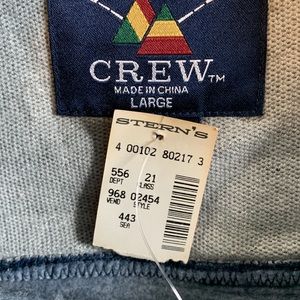 CREW™
MADE IN CHINA
LARGE
STERN'S
4 00102 80217 3
556 21
DEPT CLASS
968 02454
VEND STYLE
443
SEA